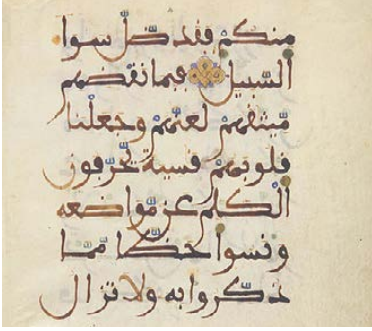 منكم فقد ضل سوا
السبيل فبما نقضهم
ميثقهم لعنهم وجعلنا
قلوبهم قسية يحرفون
الكلم عن مواضعه
ونسوا حظا مما
ذكروا به ولا تزال